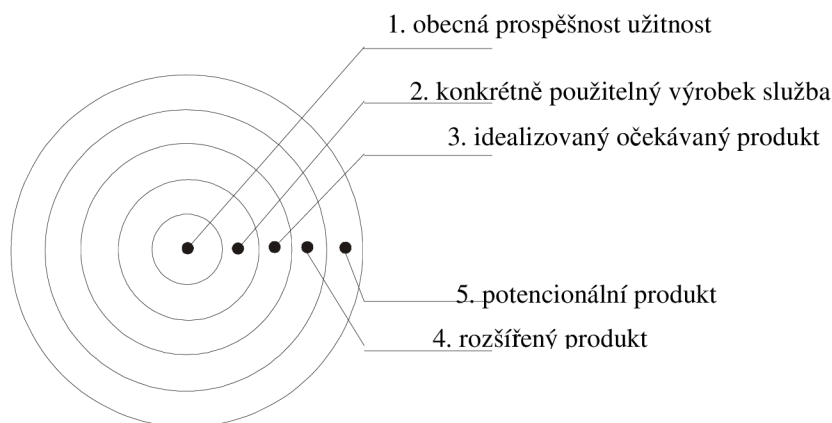 1. obecná prospěšnost užitnost
2. konkrétně použitelný výrobek služba
3. idealizovaný očekávaný produkt
5. potencionální produkt
4. rozšířený produkt